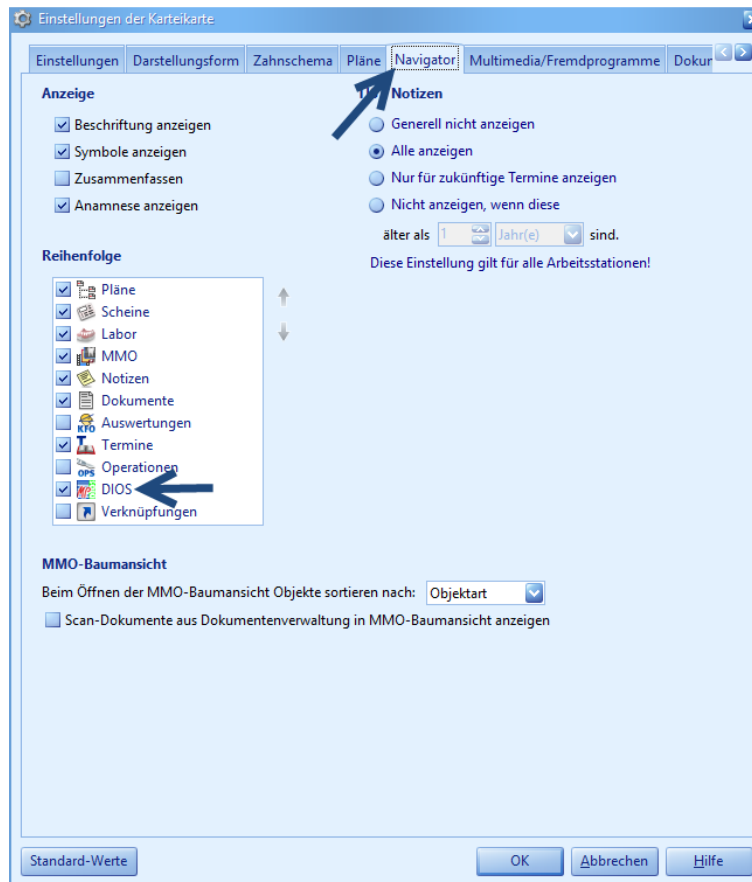 Einstellungen der Karteikarte
Einstellungen Darstellungsform Zahnschema Pläne Navigator Multimedia/Fremdprogramme Dokur
Anzeige
Beschriftung anzeigen
Symbole anzeigen
Zusammenfassen
Anamnese anzeigen
Notizen
Generell nicht anzeigen
Alle anzeigen
Nur für zukünftige Termine anzeigen
Nicht anzeigen, wenn diese
älter als 1 Jahr(e) sind.
Diese Einstellung gilt für alle Arbeitsstationen!
Reihenfolge
Pläne
Scheine
Labor
MMO
Notizen
Dokumente
KFO Auswertungen
Termine
OPS Operationen
DIOS
Verknüpfungen
MMO-Baumansicht
Beim Öffnen der MMO-Baumansicht Objekte sortieren nach: Objektart
Scan-Dokumente aus Dokumentenverwaltung in MMO-Baumansicht anzeigen
Standard-Werte OK Abbrechen Hilfe